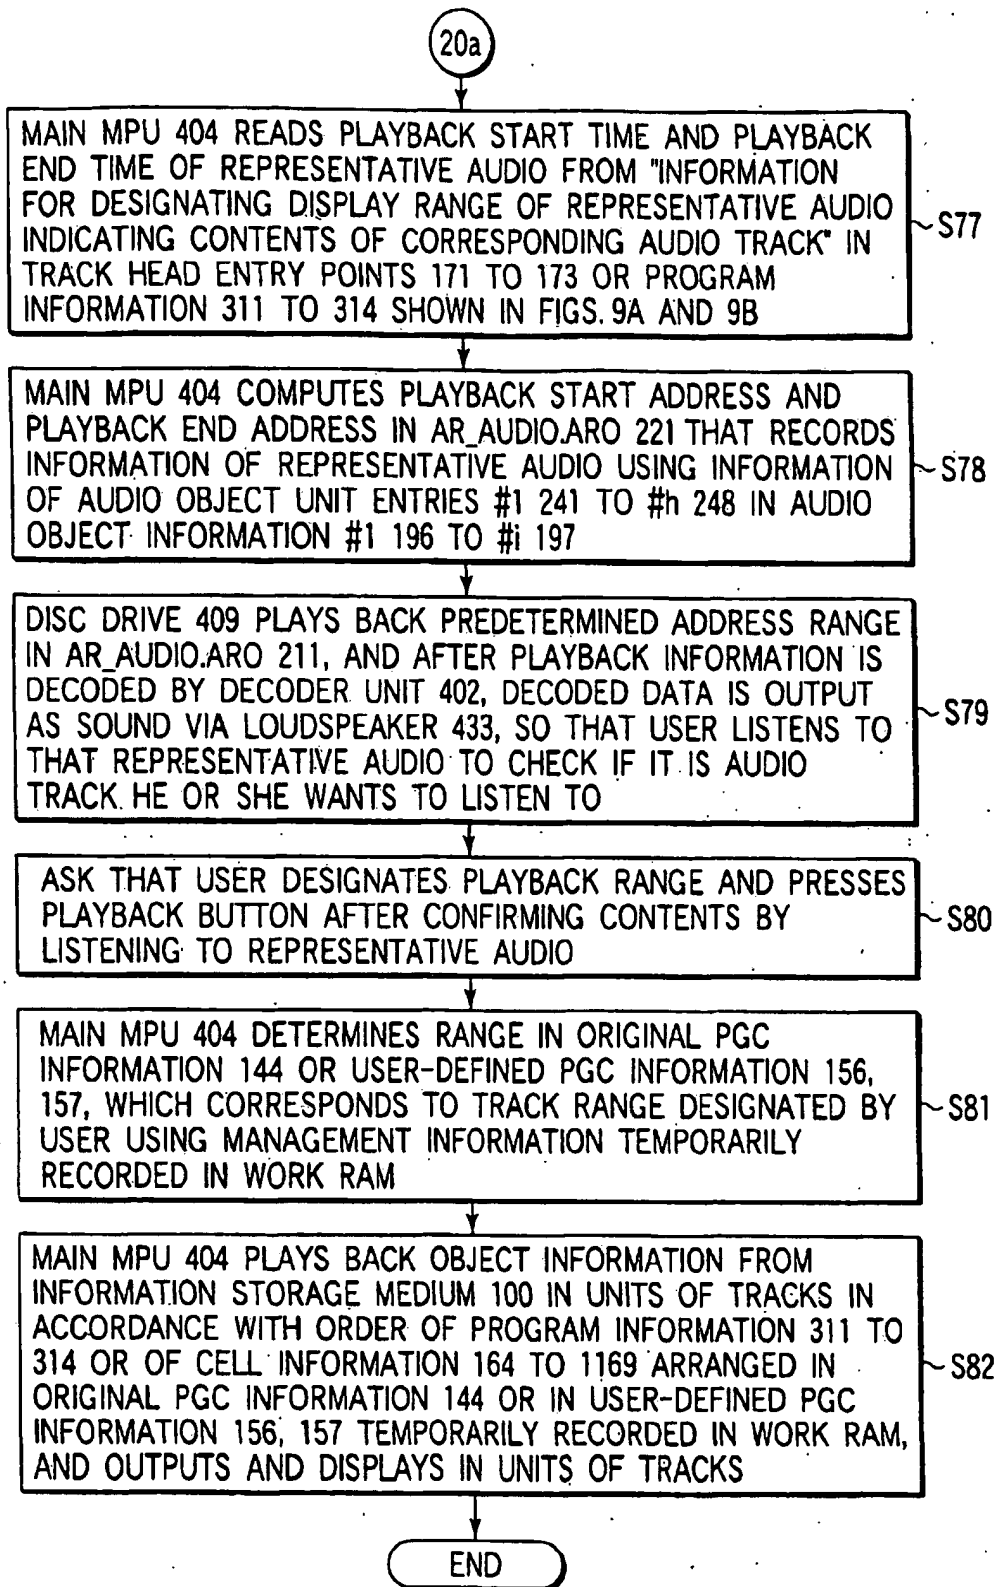 20a
MAIN MPU 404 READS PLAYBACK START TIME AND PLAYBACK
END TIME OF REPRESENTATIVE AUDIO FROM "INFORMATION
FOR DESIGNATING DISPLAY RANGE OF REPRESENTATIVE AUDIO
INDICATING CONTENTS OF CORRESPONDING AUDIO TRACK" IN
TRACK HEAD ENTRY POINTS 171 TO 173 OR PROGRAM
INFORMATION 311 TO 314 SHOWN IN FIGS. 9A AND 9B
S77
MAIN MPU 404 COMPUTES PLAYBACK START ADDRESS AND
PLAYBACK END ADDRESS IN AR_AUDIO.ARO 221 THAT RECORDS
INFORMATION OF REPRESENTATIVE AUDIO USING INFORMATION
OF AUDIO OBJECT UNIT ENTRIES #1 241 TO #h 248 IN AUDIO
OBJECT INFORMATION #1 196 TO #i 197
S78
DISC DRIVE 409 PLAYS BACK PREDETERMINED ADDRESS RANGE
IN AR_AUDIO.ARO 211, AND AFTER PLAYBACK INFORMATION IS
DECODED BY DECODER UNIT 402, DECODED DATA IS OUTPUT
AS SOUND VIA LOUDSPEAKER 433, SO THAT USER LISTENS TO
THAT REPRESENTATIVE AUDIO TO CHECK IF IT IS AUDIO
TRACK HE OR SHE WANTS TO LISTEN TO
S79
ASK THAT USER DESIGNATES PLAYBACK RANGE AND PRESSES
PLAYBACK BUTTON AFTER CONFIRMING CONTENTS BY
LISTENING TO REPRESENTATIVE AUDIO
S80
MAIN MPU 404 DETERMINES RANGE IN ORIGINAL PGC
INFORMATION 144 OR USER-DEFINED PGC INFORMATION 156,
157, WHICH CORRESPONDS TO TRACK RANGE DESIGNATED BY
USER USING MANAGEMENT INFORMATION TEMPORARILY
RECORDED IN WORK RAM
S81
MAIN MPU 404 PLAYS BACK OBJECT INFORMATION FROM
INFORMATION STORAGE MEDIUM 100 IN UNITS OF TRACKS IN
ACCORDANCE WITH ORDER OF PROGRAM INFORMATION 311 TO
314 OR OF CELL INFORMATION 164 TO 1169 ARRANGED IN
ORIGINAL PGC INFORMATION 144 OR IN USER-DEFINED PGC
INFORMATION 156, 157 TEMPORARILY RECORDED IN WORK RAM,
AND OUTPUTS AND DISPLAYS IN UNITS OF TRACKS
S82
END